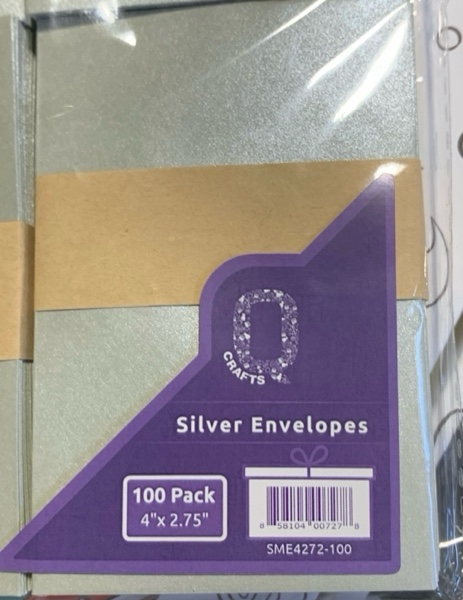 Q
CRAFTS
Silver Envelopes
100 Pack
4"x 2.75"
8 58104 00727 8
SME4272-100